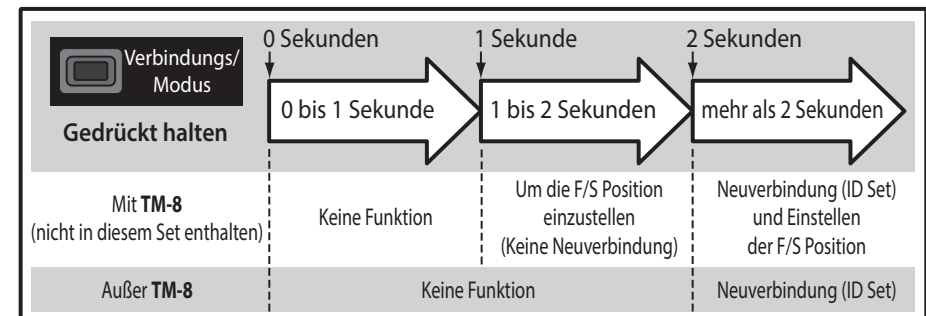 0 Sekunden
1 Sekunde
2 Sekunden
Verbindungs/
Modus
Gedrückt halten
0 bis 1 Sekunde
1 bis 2 Sekunden
mehr als 2 Sekunden
Mit TM-8
(nicht in diesem Set enthalten)
Keine Funktion
Um die F/S Position
einzustellen
(Keine Neuverbindung)
Neuverbindung (ID Set)
und Einstellen
der F/S Position
Außer TM-8
Keine Funktion
Neuverbindung (ID Set)